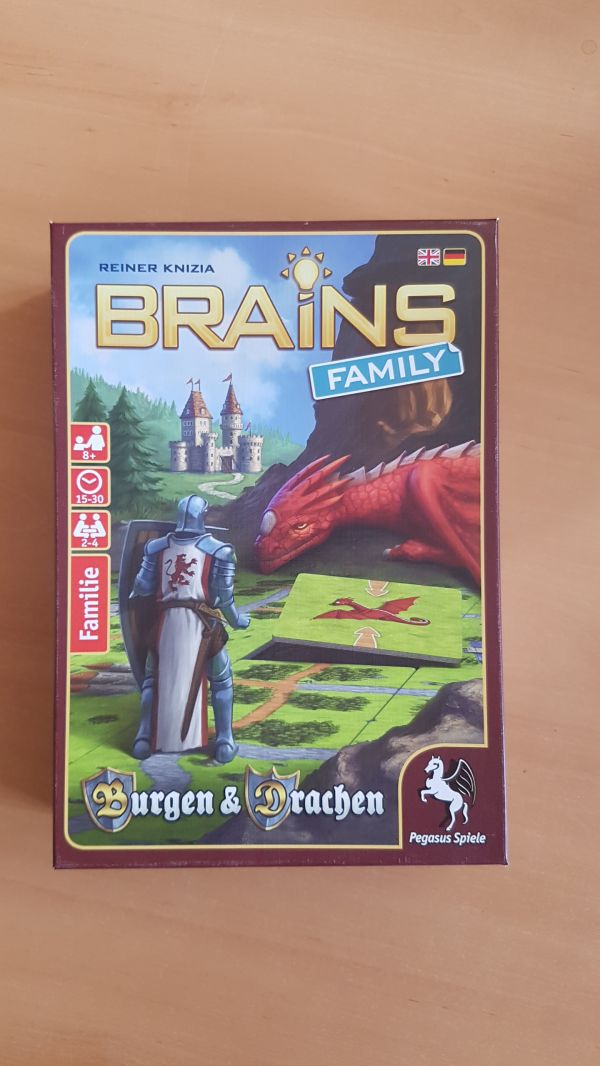 REINER KNIZIA
BRAiNS
FAMILY
8+
15-30
2-4
Familie
Burgen & Drachen
Pegasus Spiele